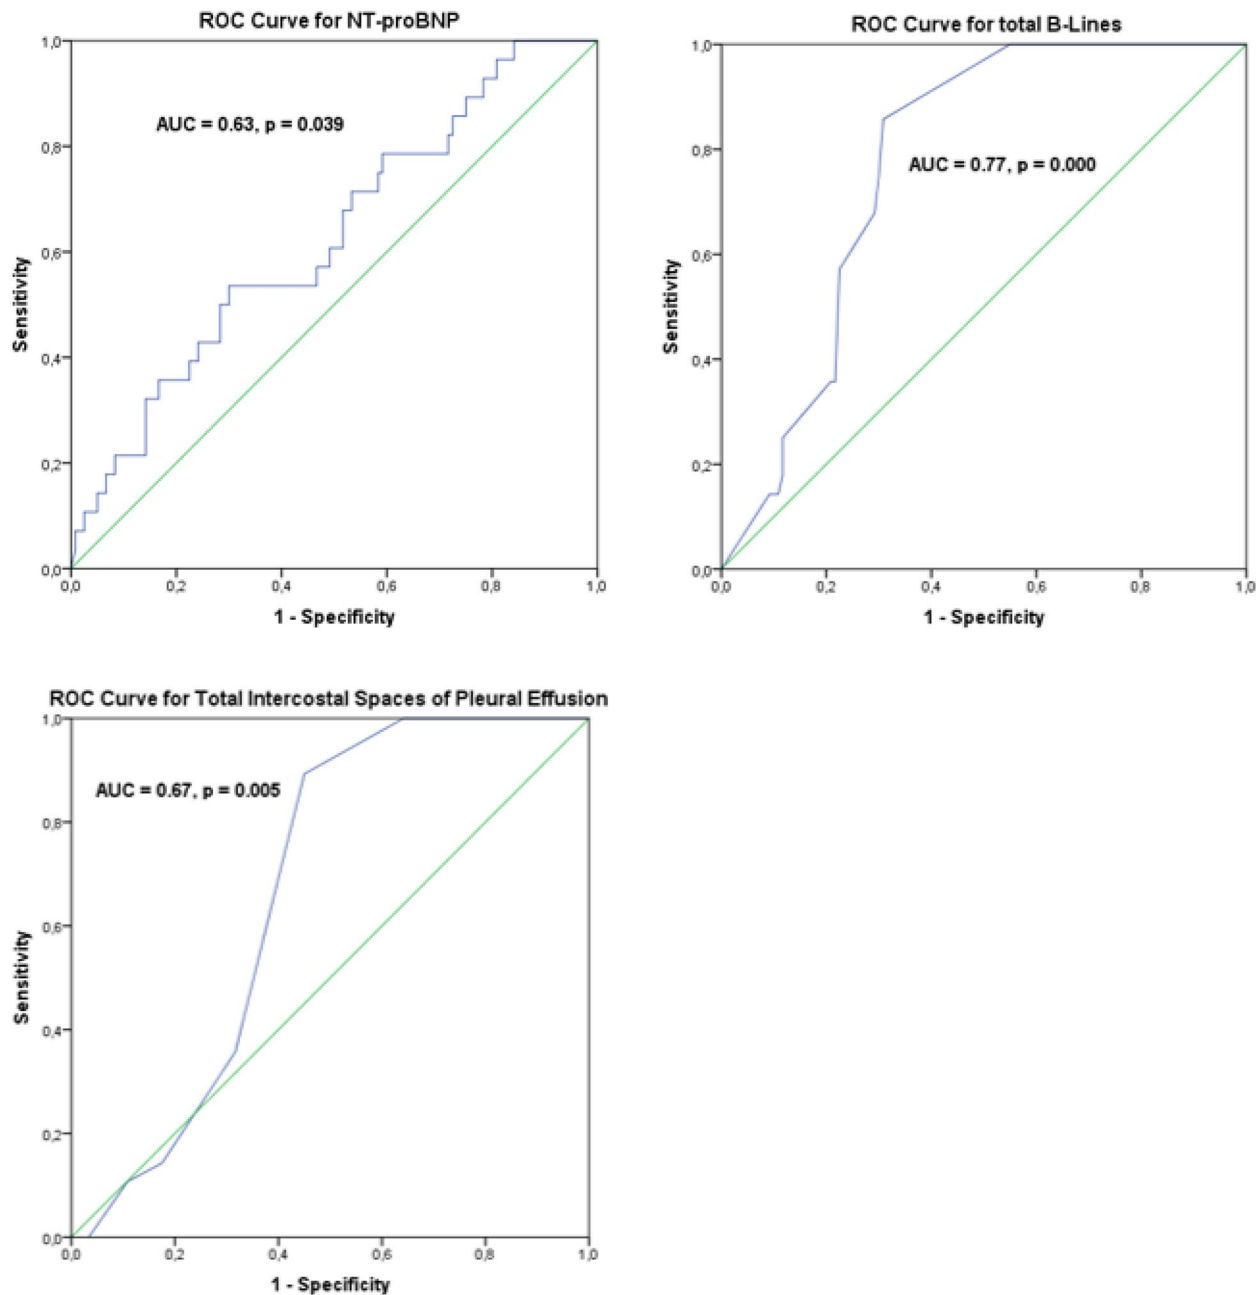 ROC Curve for NT-proBNP
AUC = 0.63, p = 0.039
Sensitivity
1,0
0,8
0,6
0,4
0,2
0,0
0,0 0,2 0,4 0,6 0,8 1,0
1 - Specificity
ROC Curve for total B-Lines
AUC = 0.77, p = 0.000
Sensitivity
1,0
0,8
0,6
0,4
0,2
0,0
0,0 0,2 0,4 0,6 0,8 1,0
1 - Specificity
ROC Curve for Total Intercostal Spaces of Pleural Effusion
AUC = 0.67, p = 0.005
Sensitivity
1,0
0,8
0,6
0,4
0,2
0,0
0,0 0,2 0,4 0,6 0,8 1,0
1 - Specificity